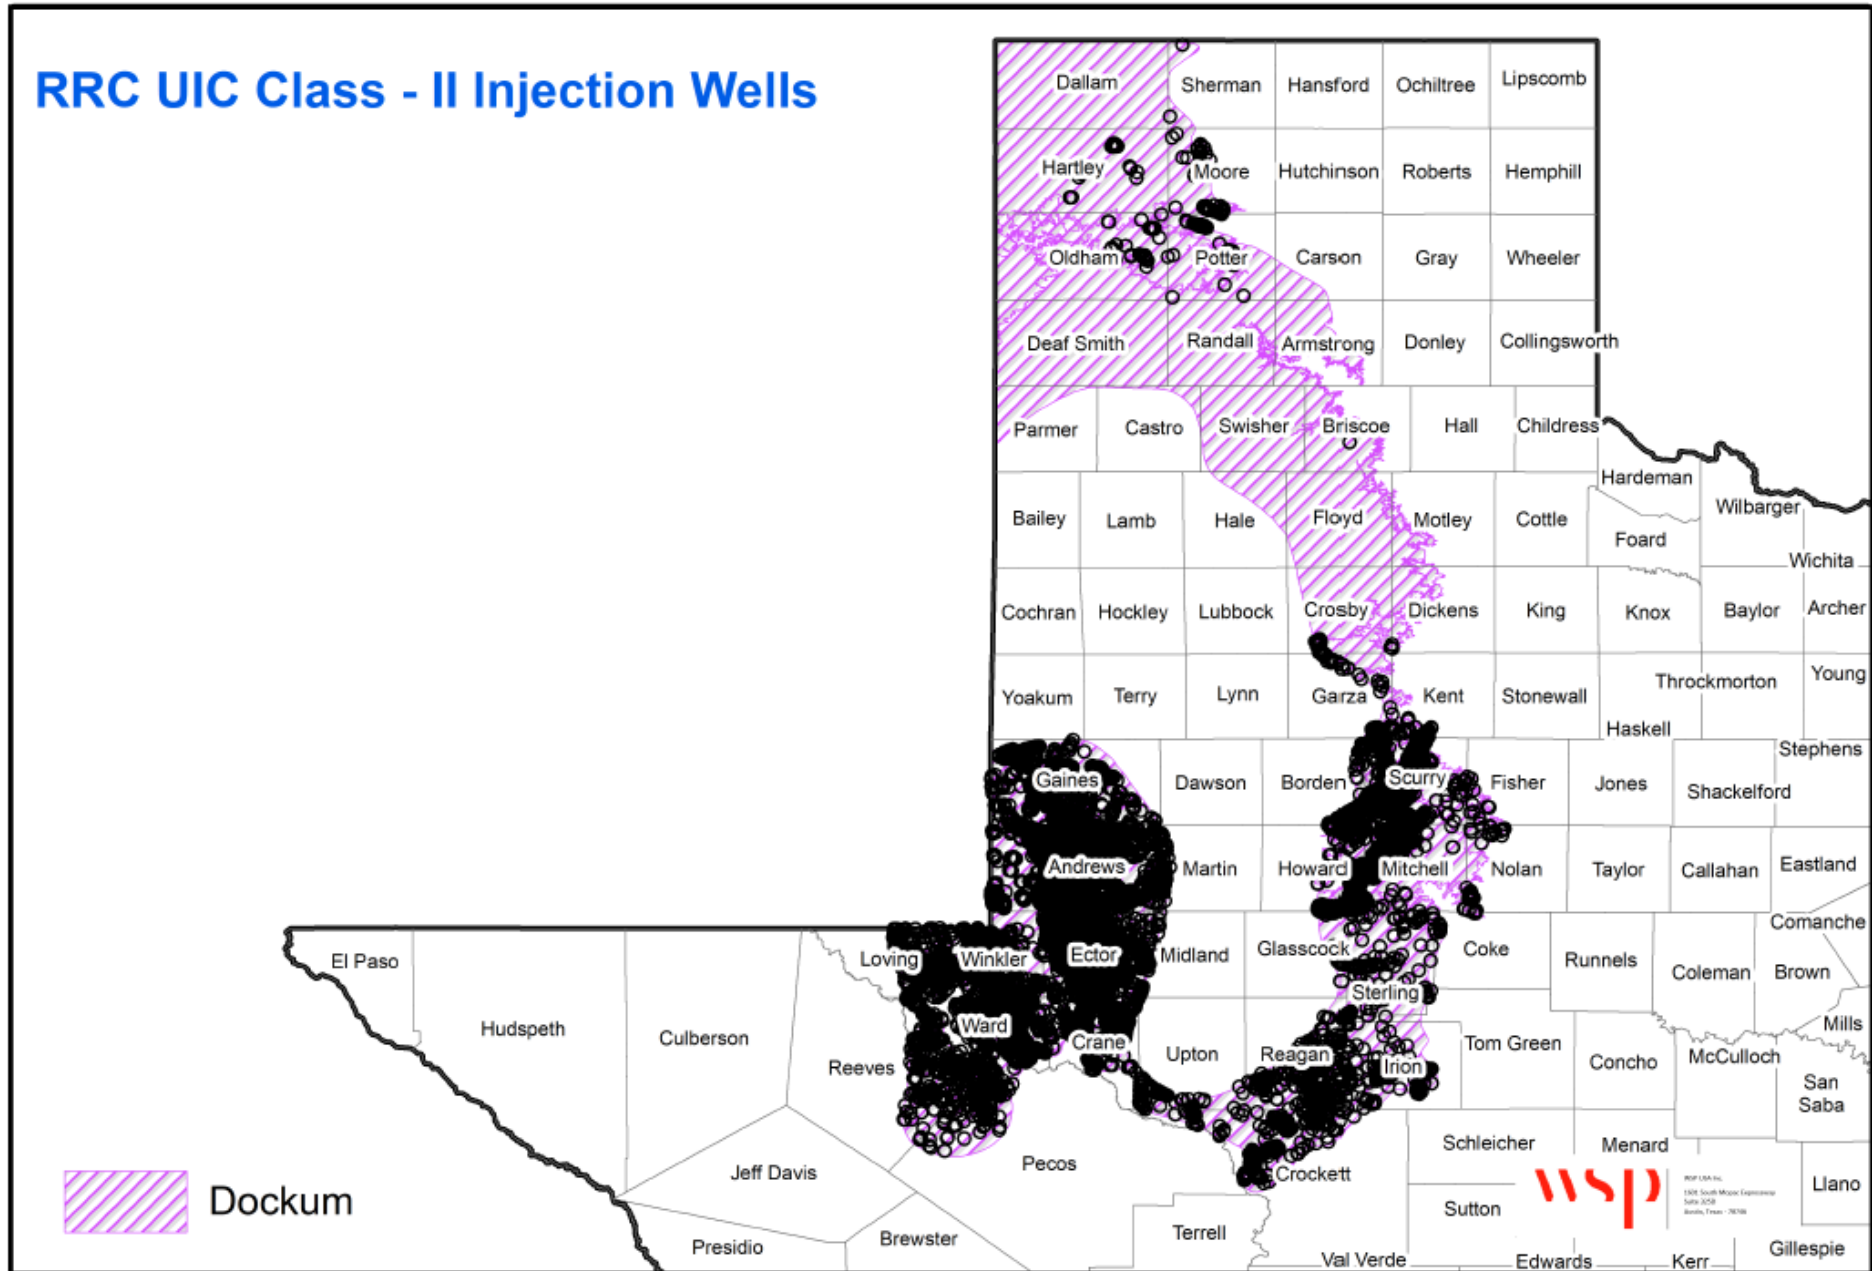 RRC UIC Class - II Injection Wells
Dallam
Sherman
Hansford
Ochiltree
Lipscomb
Hartley
Moore
Hutchinson
Roberts
Hemphill
Oldham
Potter
Carson
Gray
Wheeler
Deaf Smith
Randall
Armstrong
Donley
Collingsworth
Parmer
Castro
Swisher
Briscoe
Hall
Childress
Hardeman
Bailey
Lamb
Hale
Floyd
Motley
Cottle
Foard
Wilbarger
Wichita
Cochran
Hockley
Lubbock
Crosby
Dickens
King
Knox
Baylor
Archer
Yoakum
Terry
Lynn
Garza
Kent
Stonewall
Haskell
Throckmorton
Young
Gaines
Dawson
Borden
Scurry
Fisher
Jones
Shackelford
Stephens
Andrews
Martin
Howard
Mitchell
Nolan
Taylor
Callahan
Eastland
El Paso
Loving
Winkler
Ector
Midland
Glasscock
Coke
Runnels
Coleman
Brown
Comanche
Hudspeth
Culberson
Reeves
Ward
Crane
Upton
Reagan
Sterling
Irion
Tom Green
Concho
McCulloch
Mills
San
Saba
Jeff Davis
Pecos
Crockett
Schleicher
Menard
Llano
Presidio
Brewster
Terrell
Sutton
Val Verde
Edwards
Kerr
Gillespie
Dockum
wsp
WSP USA Inc.